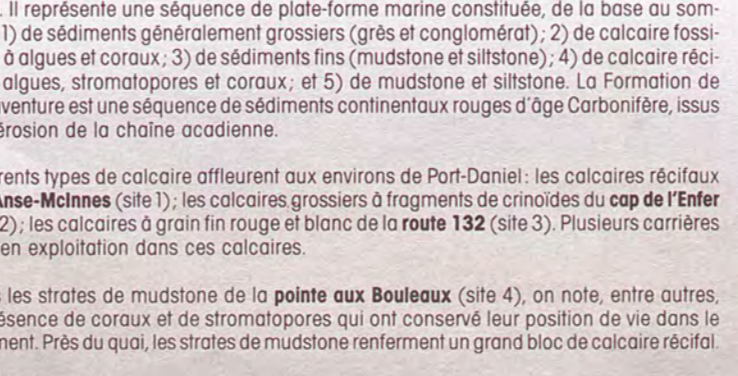 . Il représente une séquence de plate-forme marine constituée, de la base au som-
1) de sédiments généralement grossiers (grès et conglomérat); 2) de calcaire fossi-
à algues et coraux; 3) de sédiments fins (mudstone et siltstone); 4) de calcaire réci-
algues, stromatopores et coraux; et 5) de mudstone et siltstone. La Formation de
aventure est une séquence de sédiments continentaux rouges d'âge Carbonifère, issus
érosion de la chaîne acadienne.
rents types de calcaire affleurent aux environs de Port-Daniel: les calcaires récifaux
Anse-McInnes (site 1); les calcaires grossiers à fragments de crinoïdes du cap de l'Enfer
2); les calcaires à grain fin rouge et blanc de la route 132 (site 3). Plusieurs carrières
en exploitation dans ces calcaires.
les strates de mudstone de la pointe aux Bouleaux (site 4), on note, entre autres,
ésence de coraux et de stromatopores qui ont conservé leur position de vie dans le
ment. Près du quai, les strates de mudstone renferment un grand bloc de calcaire récifal.